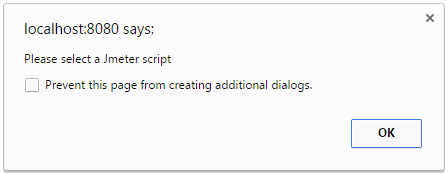 localhost:8080 says:
Please select a Jmeter script
Prevent this page from creating additional dialogs.
OK